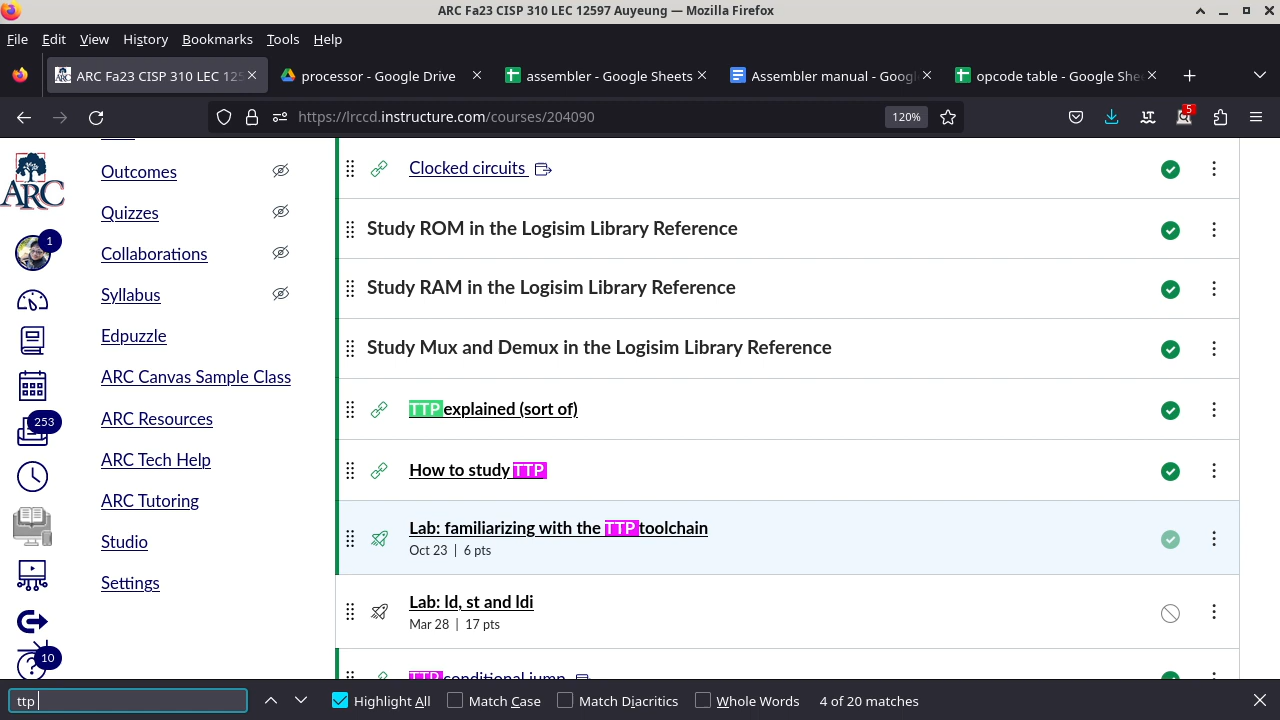 ARC Fa23 CISP 310 LEC 12597 Auyeung — Mozilla Firefox
File Edit View History Bookmarks Tools Help
ARC Fa23 CISP 310 LEC 125
processor - Google Drive
assembler - Google Sheets
Assembler manual - Googl
opcode table - Google She
https://lrccd.instructure.com/courses/204090
120%
5
ARC
1
253
10
Outcomes
Quizzes
Collaborations
Syllabus
Edpuzzle
ARC Canvas Sample Class
ARC Resources
ARC Tech Help
ARC Tutoring
Studio
Settings
Clocked circuits
Study ROM in the Logisim Library Reference
Study RAM in the Logisim Library Reference
Study Mux and Demux in the Logisim Library Reference
TTP explained (sort of)
How to study TTP
Lab: familiarizing with the TTP toolchain
Oct 23 | 6 pts
Lab: ld, st and ldi
Mar 28 | 17 pts
TTP conditional jump
ttp
Highlight All
Match Case
Match Diacritics
Whole Words
4 of 20 matches